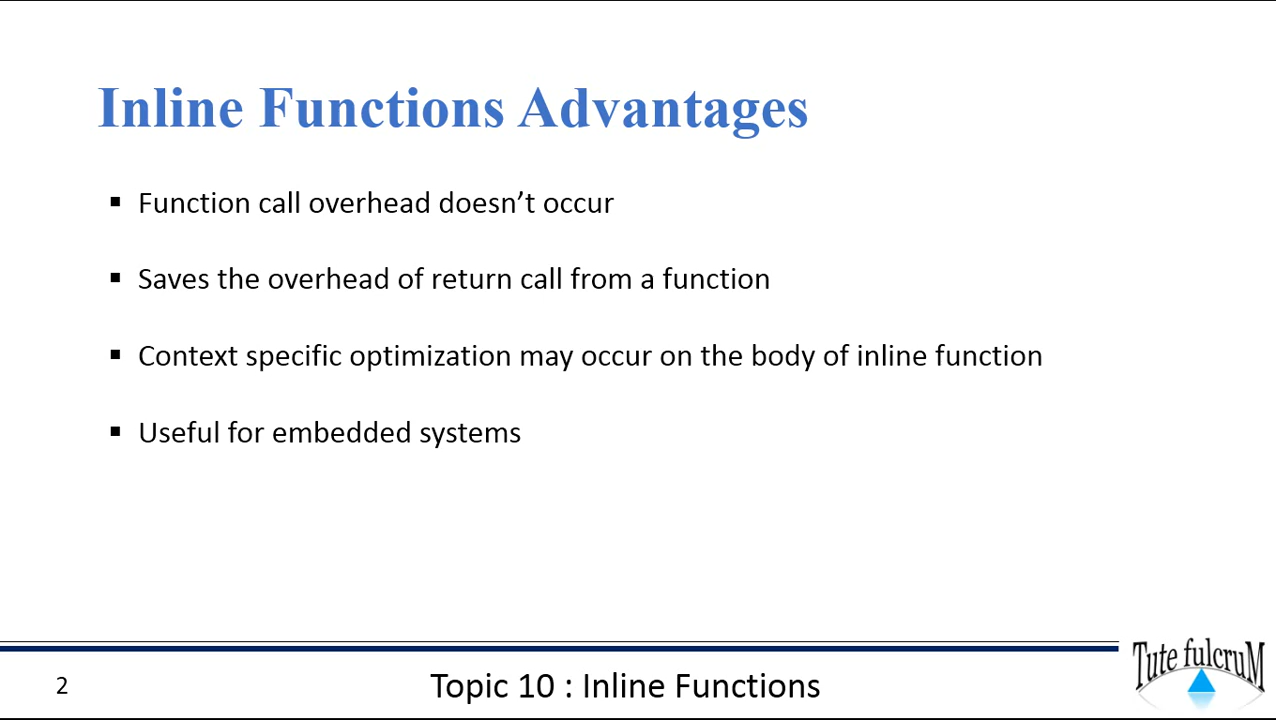 Inline Functions Advantages
▪ Function call overhead doesn’t occur
▪ Saves the overhead of return call from a function
▪ Context specific optimization may occur on the body of inline function
▪ Useful for embedded systems
2
Topic 10 : Inline Functions
Tute fulcruM